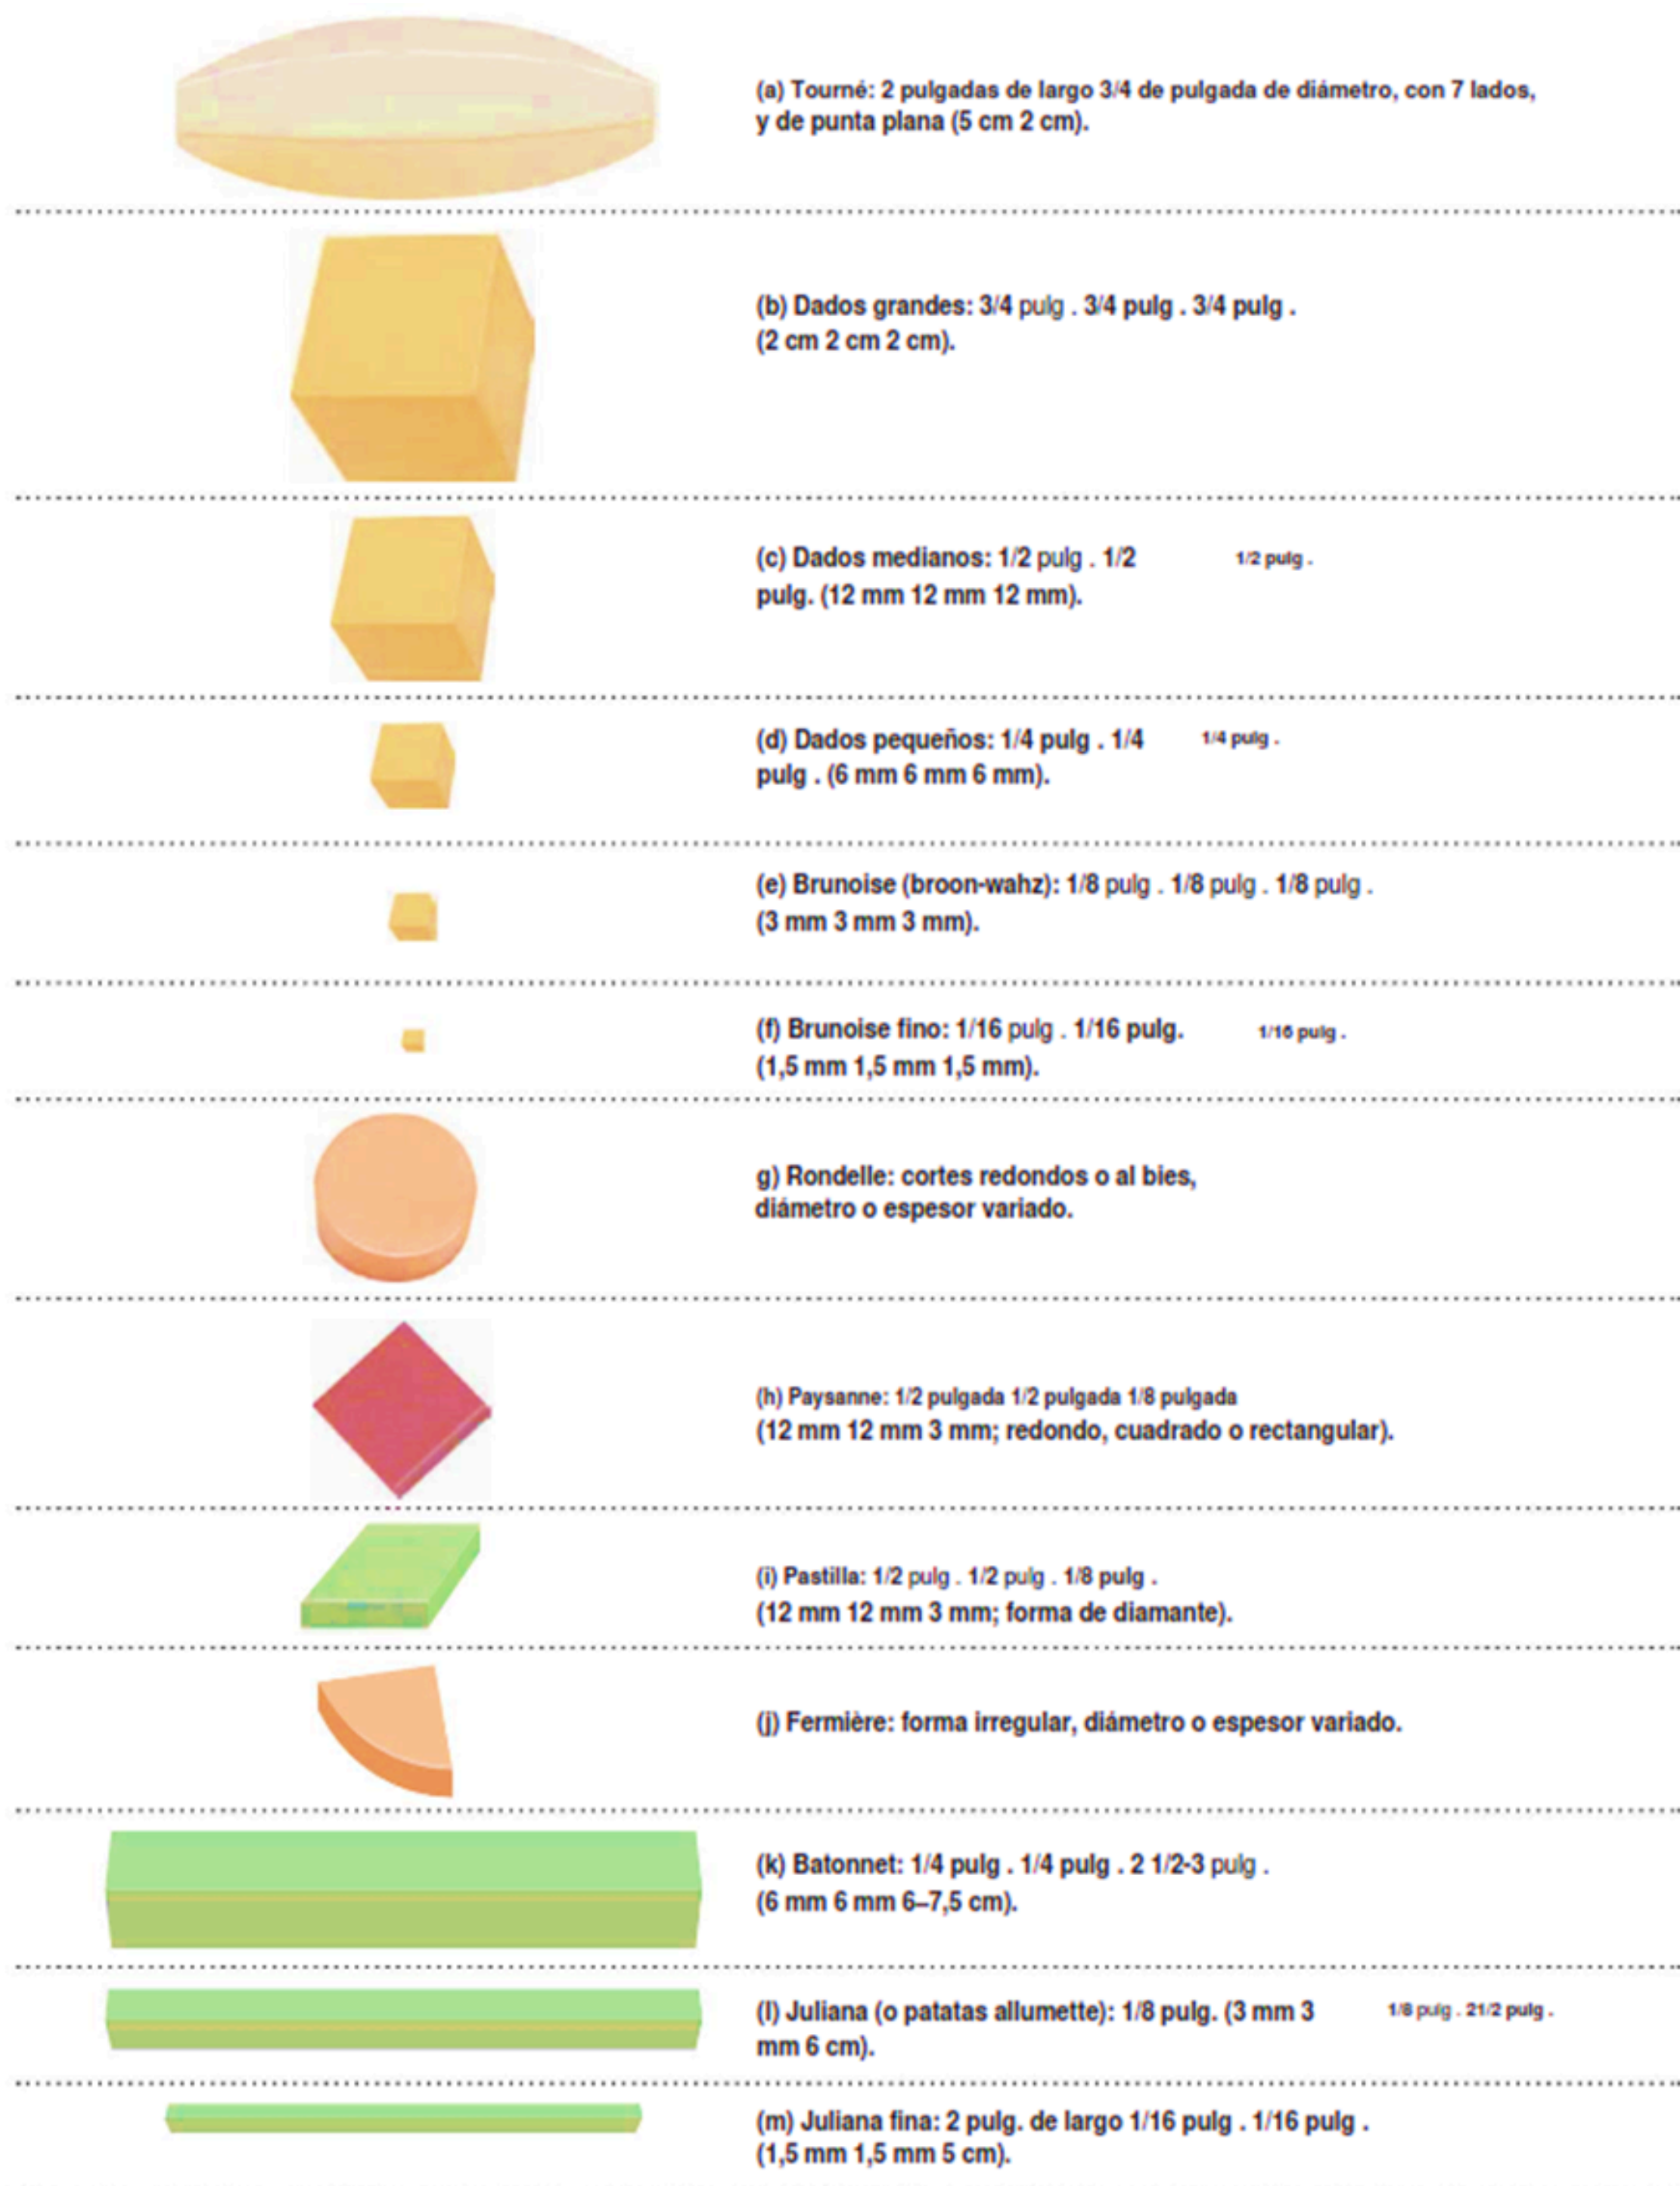 (a) Tourné: 2 pulgadas de largo 3/4 de pulgada de diámetro, con 7 lados,
y de punta plana (5 cm 2 cm).
(b) Dados grandes: 3/4 pulg . 3/4 pulg . 3/4 pulg .
(2 cm 2 cm 2 cm).
(c) Dados medianos: 1/2 pulg . 1/2 1/2 pulg .
pulg. (12 mm 12 mm 12 mm).
(d) Dados pequeños: 1/4 pulg . 1/4 1/4 pulg .
pulg . (6 mm 6 mm 6 mm).
(e) Brunoise (broon-wahz): 1/8 pulg . 1/8 pulg . 1/8 pulg .
(3 mm 3 mm 3 mm).
(f) Brunoise fino: 1/16 pulg . 1/16 pulg. 1/16 pulg .
(1,5 mm 1,5 mm 1,5 mm).
g) Rondelle: cortes redondos o al bies,
diámetro o espesor variado.
(h) Paysanne: 1/2 pulgada 1/2 pulgada 1/8 pulgada
(12 mm 12 mm 3 mm; redondo, cuadrado o rectangular).
(i) Pastilla: 1/2 pulg . 1/2 pulg . 1/8 pulg .
(12 mm 12 mm 3 mm; forma de diamante).
(j) Fermière: forma irregular, diámetro o espesor variado.
(k) Batonnet: 1/4 pulg . 1/4 pulg . 2 1/2-3 pulg .
(6 mm 6 mm 6–7,5 cm).
(l) Juliana (o patatas allumette): 1/8 pulg. (3 mm 3 1/8 pulg . 21/2 pulg .
mm 6 cm).
(m) Juliana fina: 2 pulg. de largo 1/16 pulg . 1/16 pulg .
(1,5 mm 1,5 mm 5 cm).